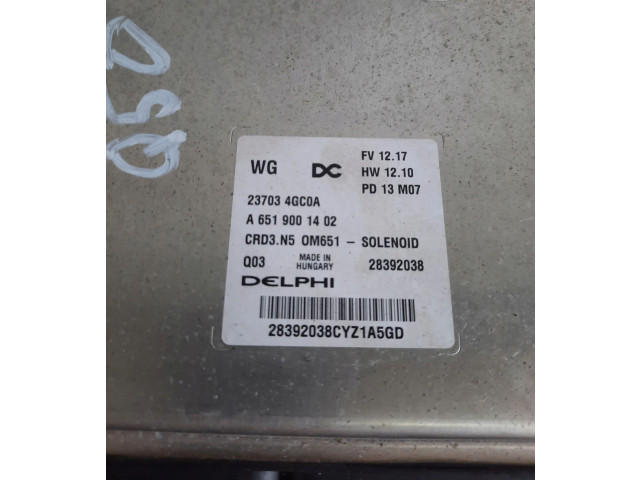 Q50
WG DC FV 12.17
HW 12.10
PD 13 M07
23703 4GC0A
A 651 900 14 02
CRD3.N5 OM651 - SOLENOID
Q03 MADE IN HUNGARY 28392038
DELPHI
28392038CYZ1A5GD